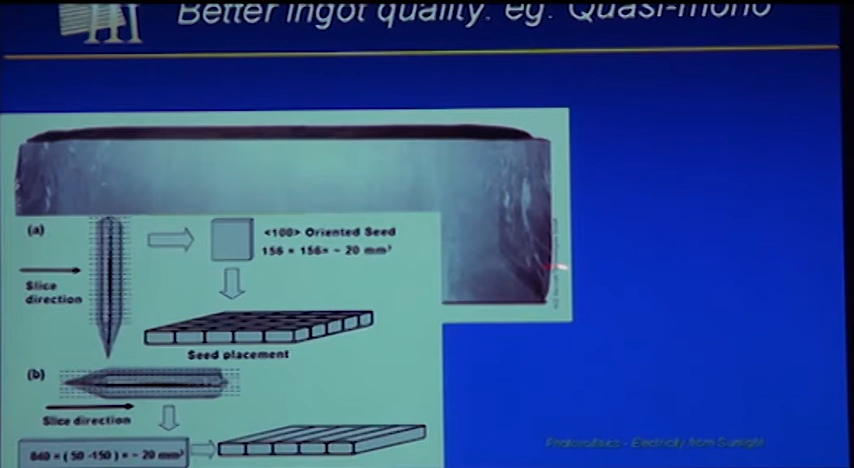 Better ingot quality. eg. Quasi-mono
(a)
<100> Oriented Seed
156 × 156× ~ 20 mm³
Slice
direction
Seed placement
(b)
Slice direction
840 × ( 50 -150 ) × ~ 20 mm³
Photovoltaics - Electricity from Sunlight